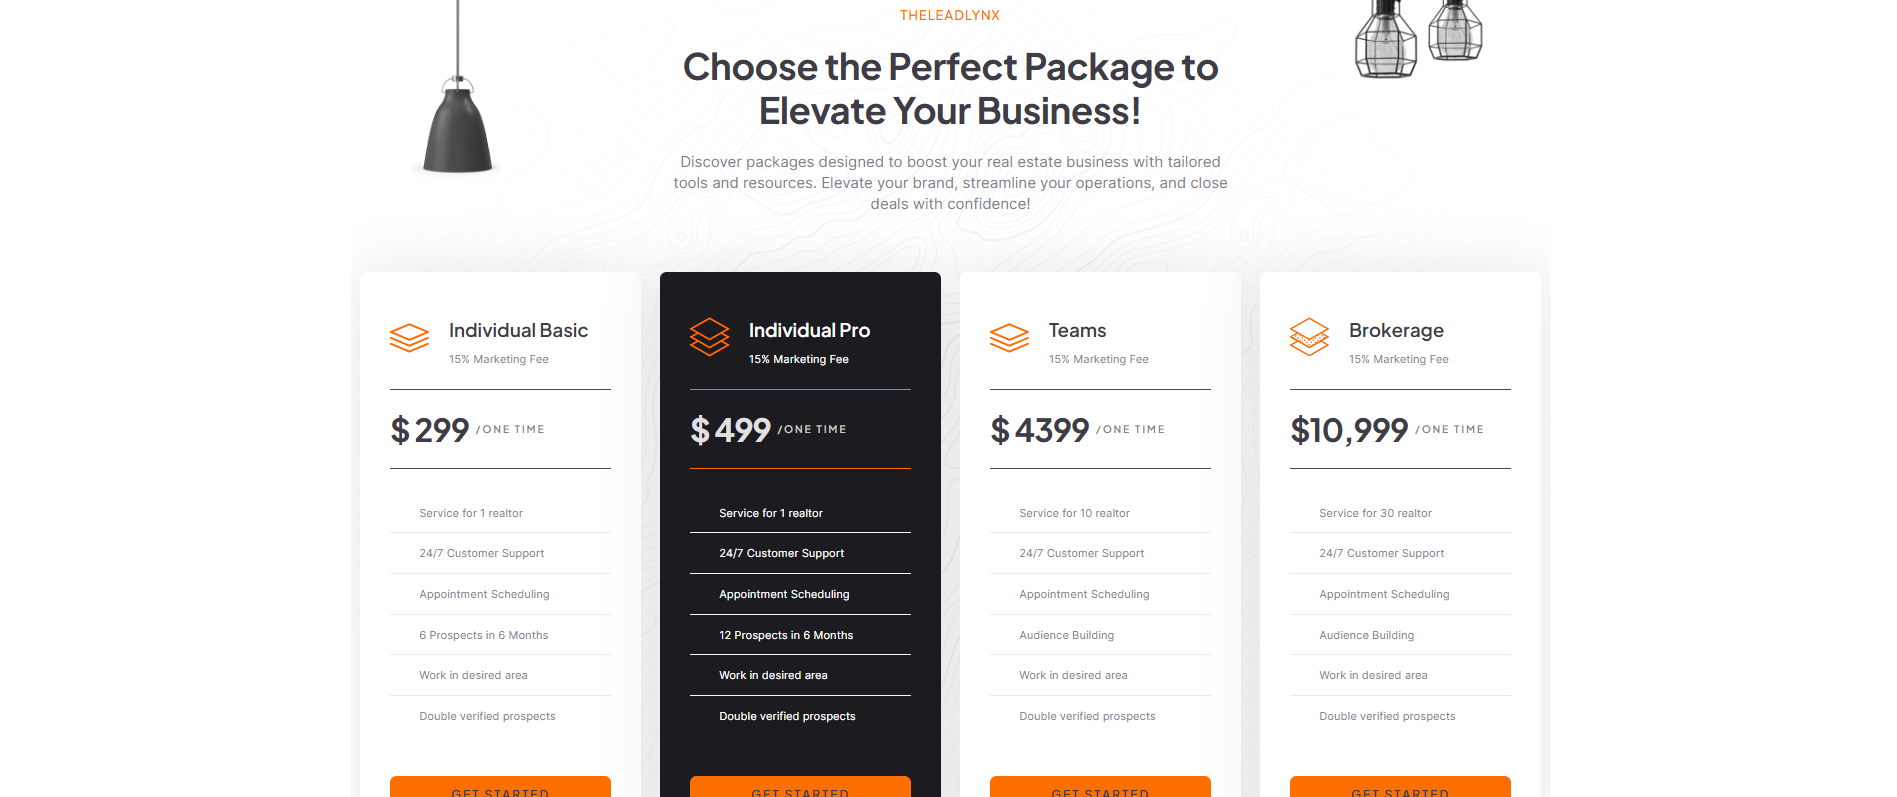 THELEADLYNX
Choose the Perfect Package to
Elevate Your Business!
Discover packages designed to boost your real estate business with tailored
tools and resources. Elevate your brand, streamline your operations, and close
deals with confidence!
Individual Basic
15% Marketing Fee
$ 299 /ONE TIME
Service for 1 realtor
24/7 Customer Support
Appointment Scheduling
6 Prospects in 6 Months
Work in desired area
Double verified prospects
GET STARTED
Individual Pro
15% Marketing Fee
$ 499 /ONE TIME
Service for 1 realtor
24/7 Customer Support
Appointment Scheduling
12 Prospects in 6 Months
Work in desired area
Double verified prospects
GET STARTED
Teams
15% Marketing Fee
$ 4399 /ONE TIME
Service for 10 realtor
24/7 Customer Support
Appointment Scheduling
Audience Building
Work in desired area
Double verified prospects
GET STARTED
Brokerage
15% Marketing Fee
$10,999 /ONE TIME
Service for 30 realtor
24/7 Customer Support
Appointment Scheduling
Audience Building
Work in desired area
Double verified prospects
GET STARTED